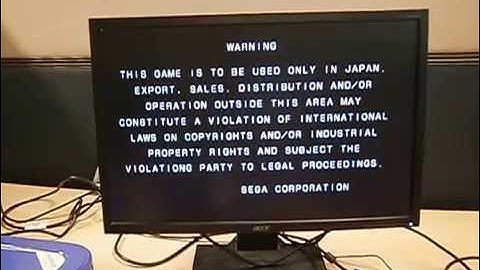 WARNING
THIS GAME IS TO BE USED ONLY IN JAPAN.
EXPORT, SALES, DISTRIBUTION AND/OR
OPERATION OUTSIDE THIS AREA MAY
CONSTITUTE A VIOLATION OF INTERNATIONAL
LAWS ON COPYRIGHTS AND/OR INDUSTRIAL
PROPERTY RIGHTS AND SUBJECT THE
VIOLATIONG PARTY TO LEGAL PROCEEDINGS.
SEGA CORPORATION
acer